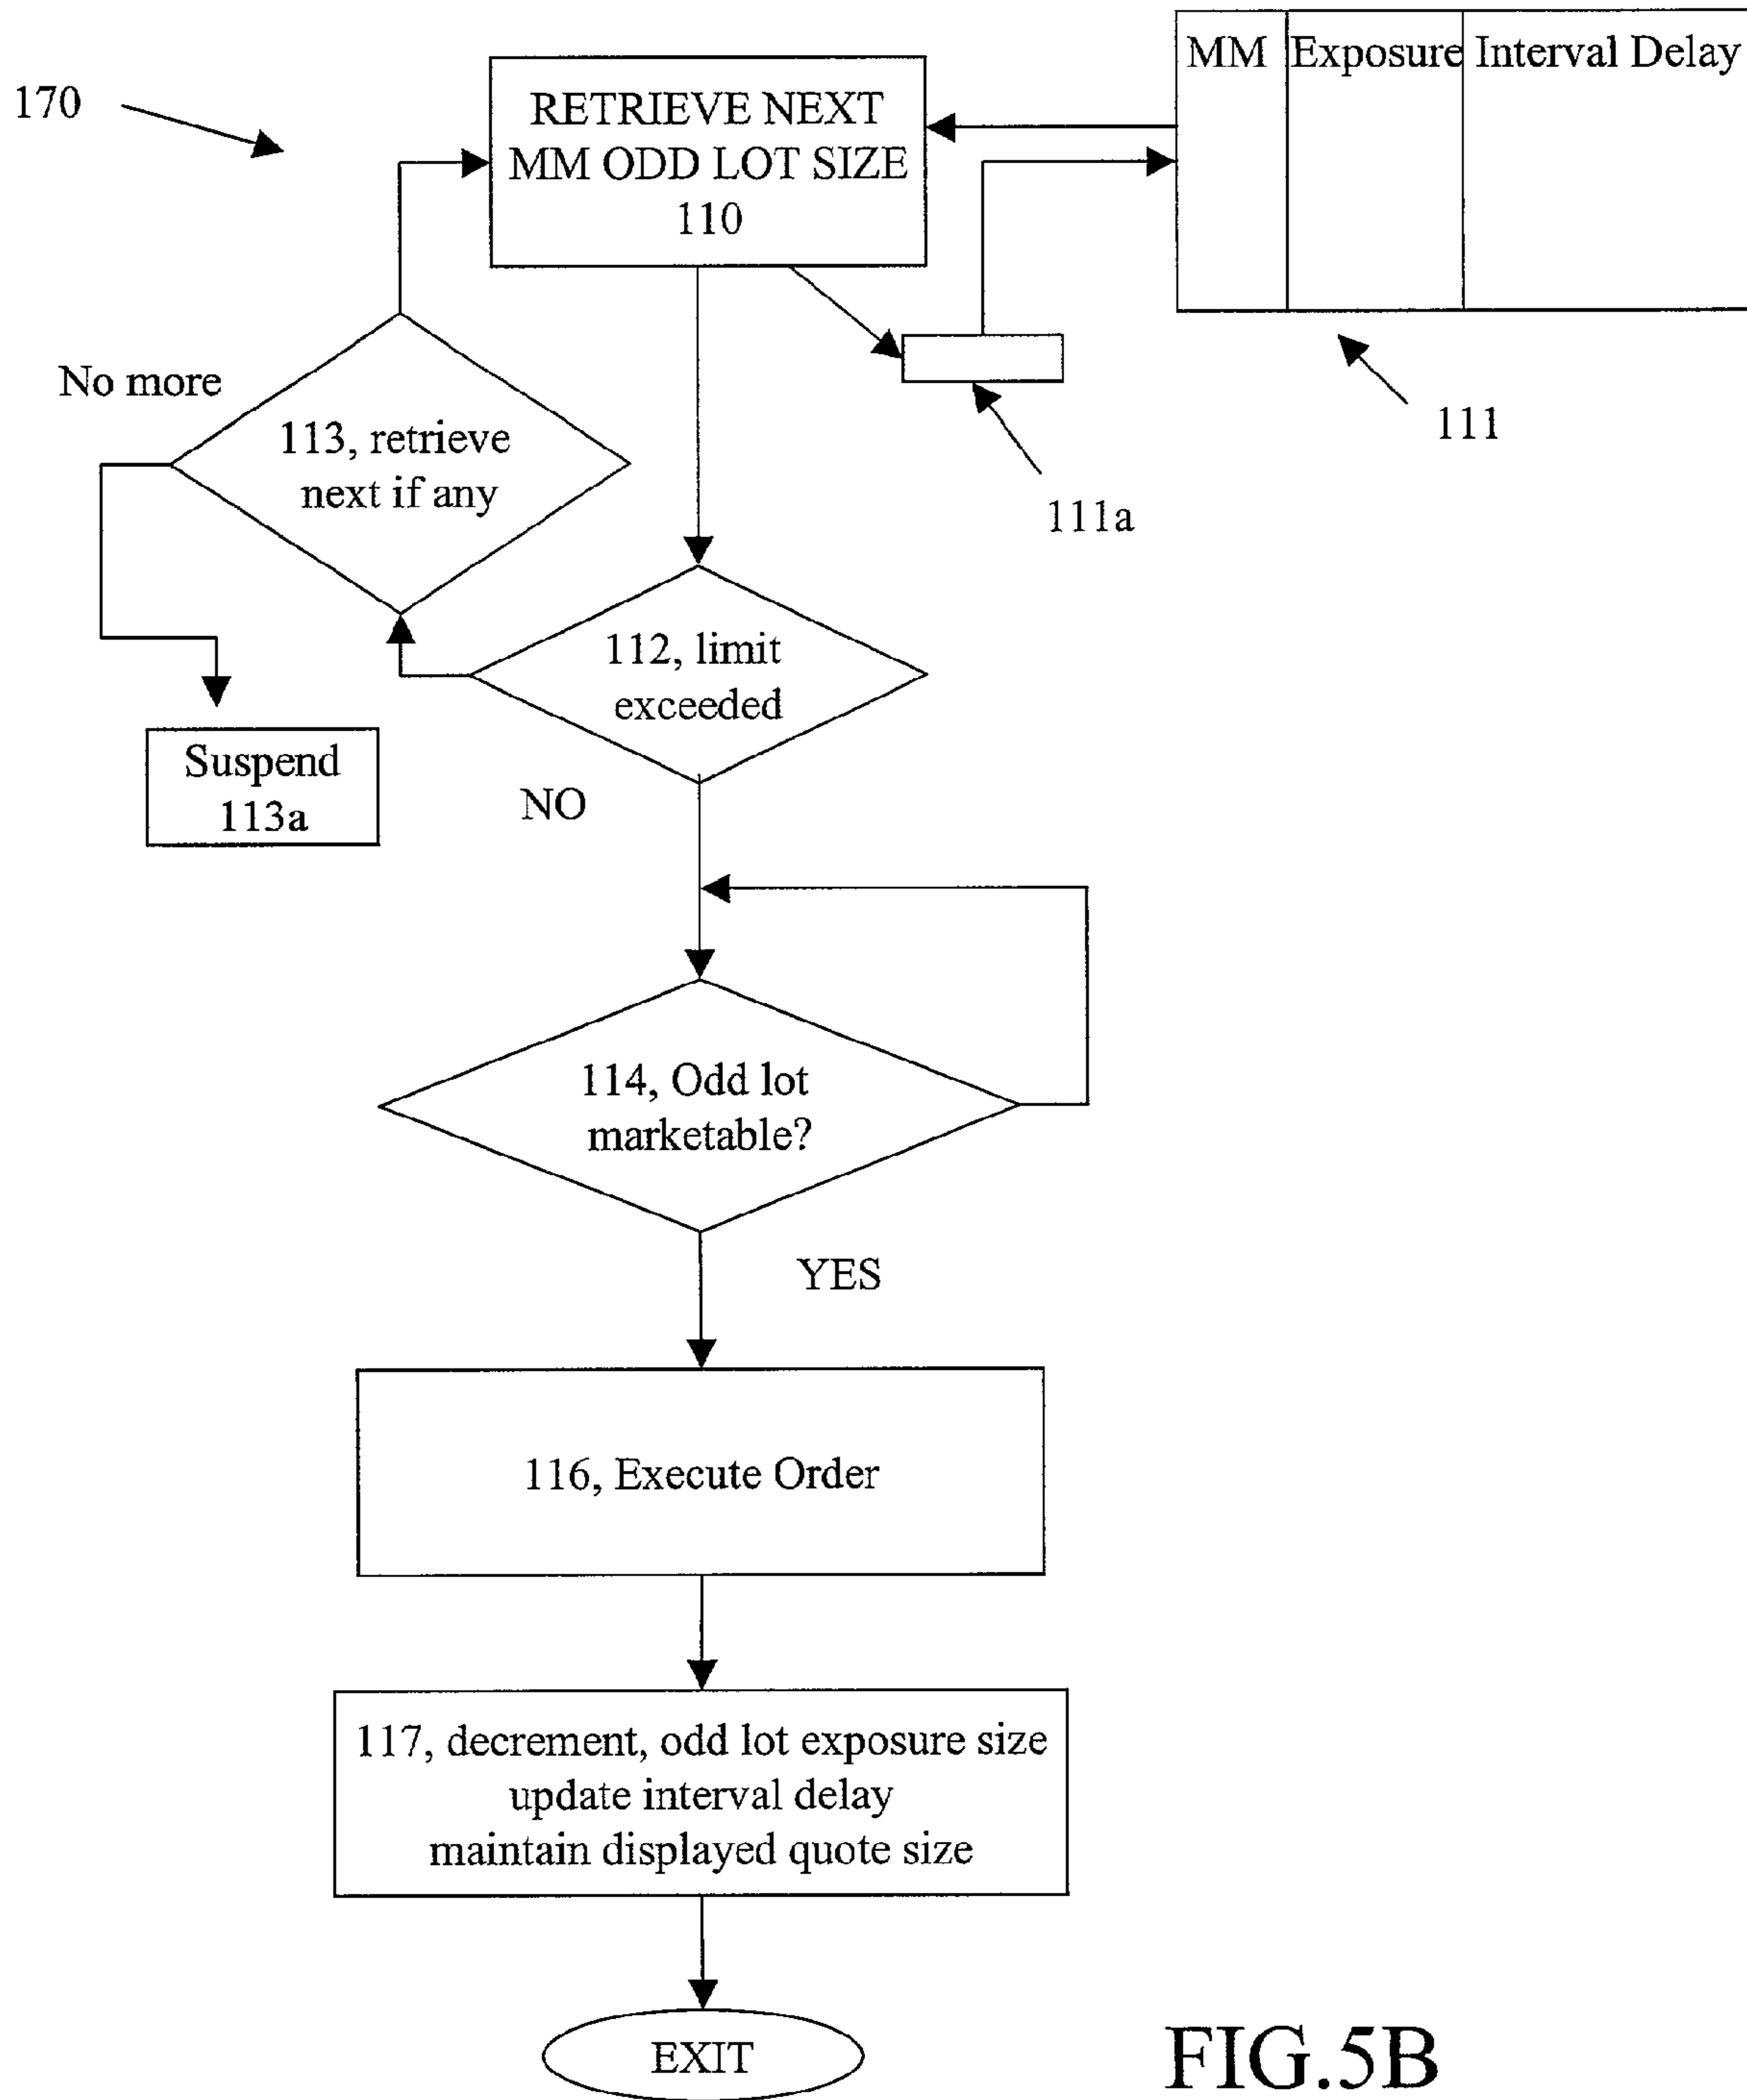 170
RETRIEVE NEXT
MM ODD LOT SIZE
110
MM Exposure Interval Delay
111
111a
No more
113, retrieve
next if any
112, limit
exceeded
Suspend
113a
NO
114, Odd lot
marketable?
YES
116, Execute Order
117, decrement, odd lot exposure size
update interval delay
maintain displayed quote size
EXIT
FIG.5B